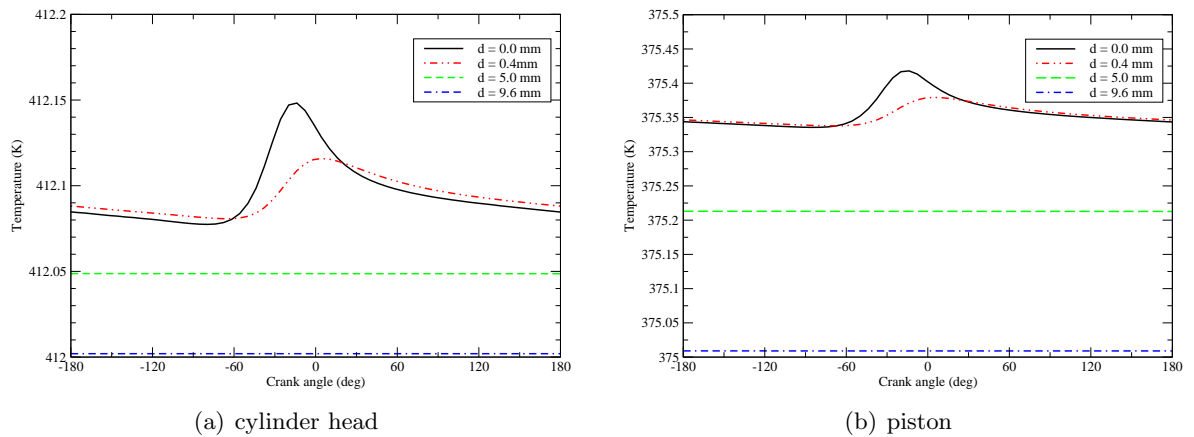 412.2
412.15
412.1
412.05
412
Temperature (K)
-180 -120 -60 0 60 120 180
Crank angle (deg)
d = 0.0 mm
d = 0.4mm
d = 5.0 mm
d = 9.6 mm
(a) cylinder head
375.5
375.45
375.4
375.35
375.3
375.25
375.2
375.15
375.1
375.05
375
Temperature (K)
-180 -120 -60 0 60 120 180
Crank angle (deg)
d = 0.0 mm
d = 0.4 mm
d = 5.0 mm
d = 9.6 mm
(b) piston